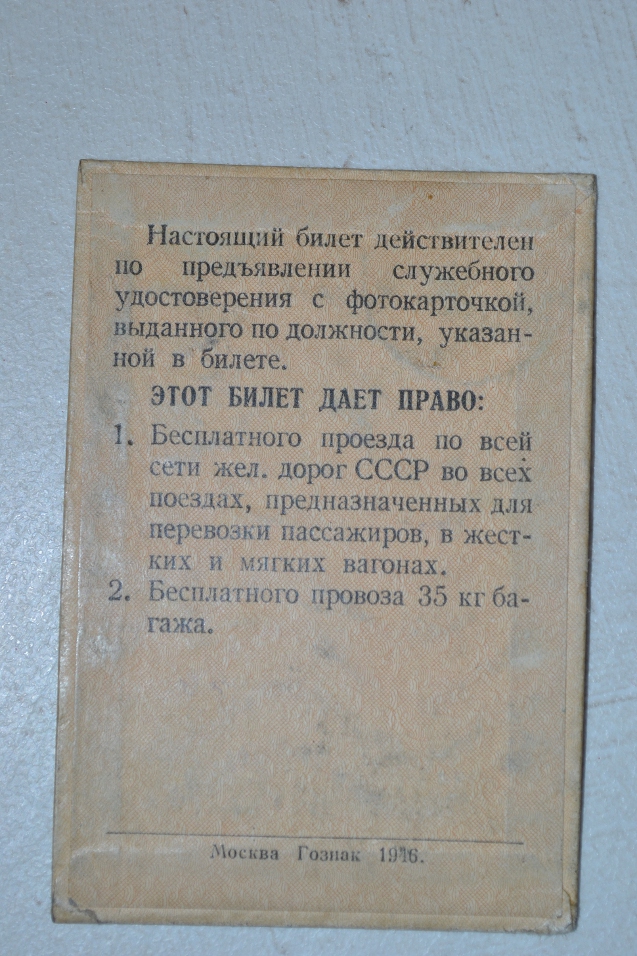 Настоящий билет действителен
по предъявлении служебного
удостоверения с фотокарточкой,
выданного по должности, указан-
ной в билете.
ЭТОТ БИЛЕТ ДАЕТ ПРАВО:
1. Бесплатного проезда по всей
сети жел. дорог СССР во всех
поездах, предназначенных для
перевозки пассажиров, в жест-
ких и мягких вагонах.
2. Бесплатного провоза 35 кг ба-
гажа.
Москва Гознак 1946.